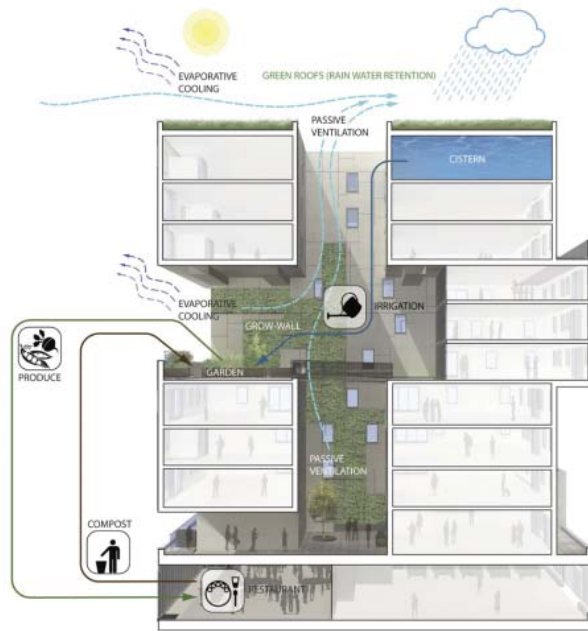 EVAPORATIVE
COOLING
GREEN ROOFS (RAIN WATER RETENTION)
PASSIVE
VENTILATION
CISTERN
EVAPORATIVE
COOLING
IRRIGATION
GROW-WALL
PRODUCE
GARDEN
PASSIVE
VENTILATION
COMPOST
RESTAURANT